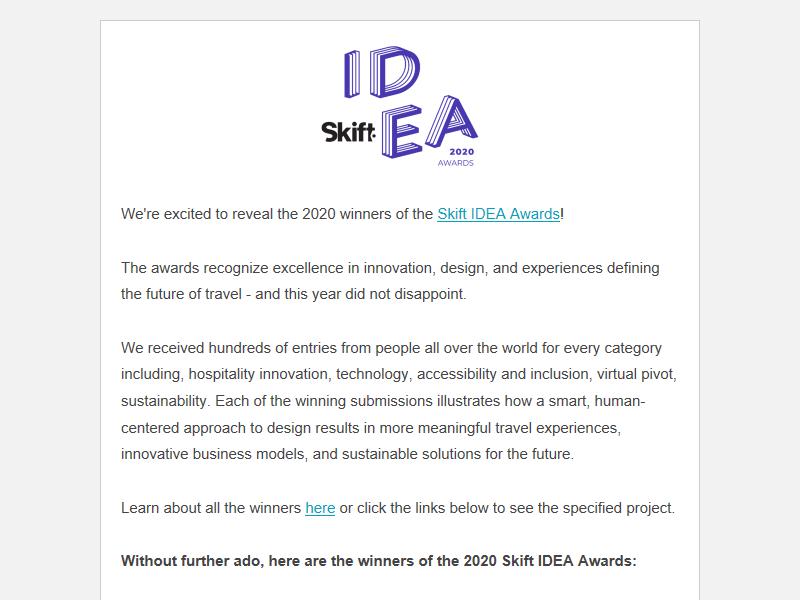 ID
Skift: EA
2020
AWARDS
We're excited to reveal the 2020 winners of the Skift IDEA Awards!
The awards recognize excellence in innovation, design, and experiences defining
the future of travel - and this year did not disappoint.
We received hundreds of entries from people all over the world for every category
including, hospitality innovation, technology, accessibility and inclusion, virtual pivot,
sustainability. Each of the winning submissions illustrates how a smart, human-
centered approach to design results in more meaningful travel experiences,
innovative business models, and sustainable solutions for the future.
Learn about all the winners here or click the links below to see the specified project.
Without further ado, here are the winners of the 2020 Skift IDEA Awards: